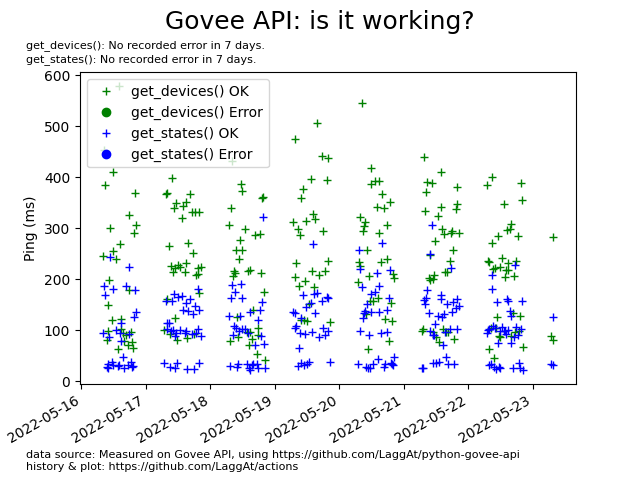 Govee API: is it working?
get_devices(): No recorded error in 7 days.
get_states(): No recorded error in 7 days.
600
500
400
300
200
100
0
Ping (ms)
get_devices() OK
get_devices() Error
get_states() OK
get_states() Error
2022-05-16
2022-05-17
2022-05-18
2022-05-19
2022-05-20
2022-05-21
2022-05-22
2022-05-23
data source: Measured on Govee API, using https://github.com/LaggAt/python-govee-api
history & plot: https://github.com/LaggAt/actions